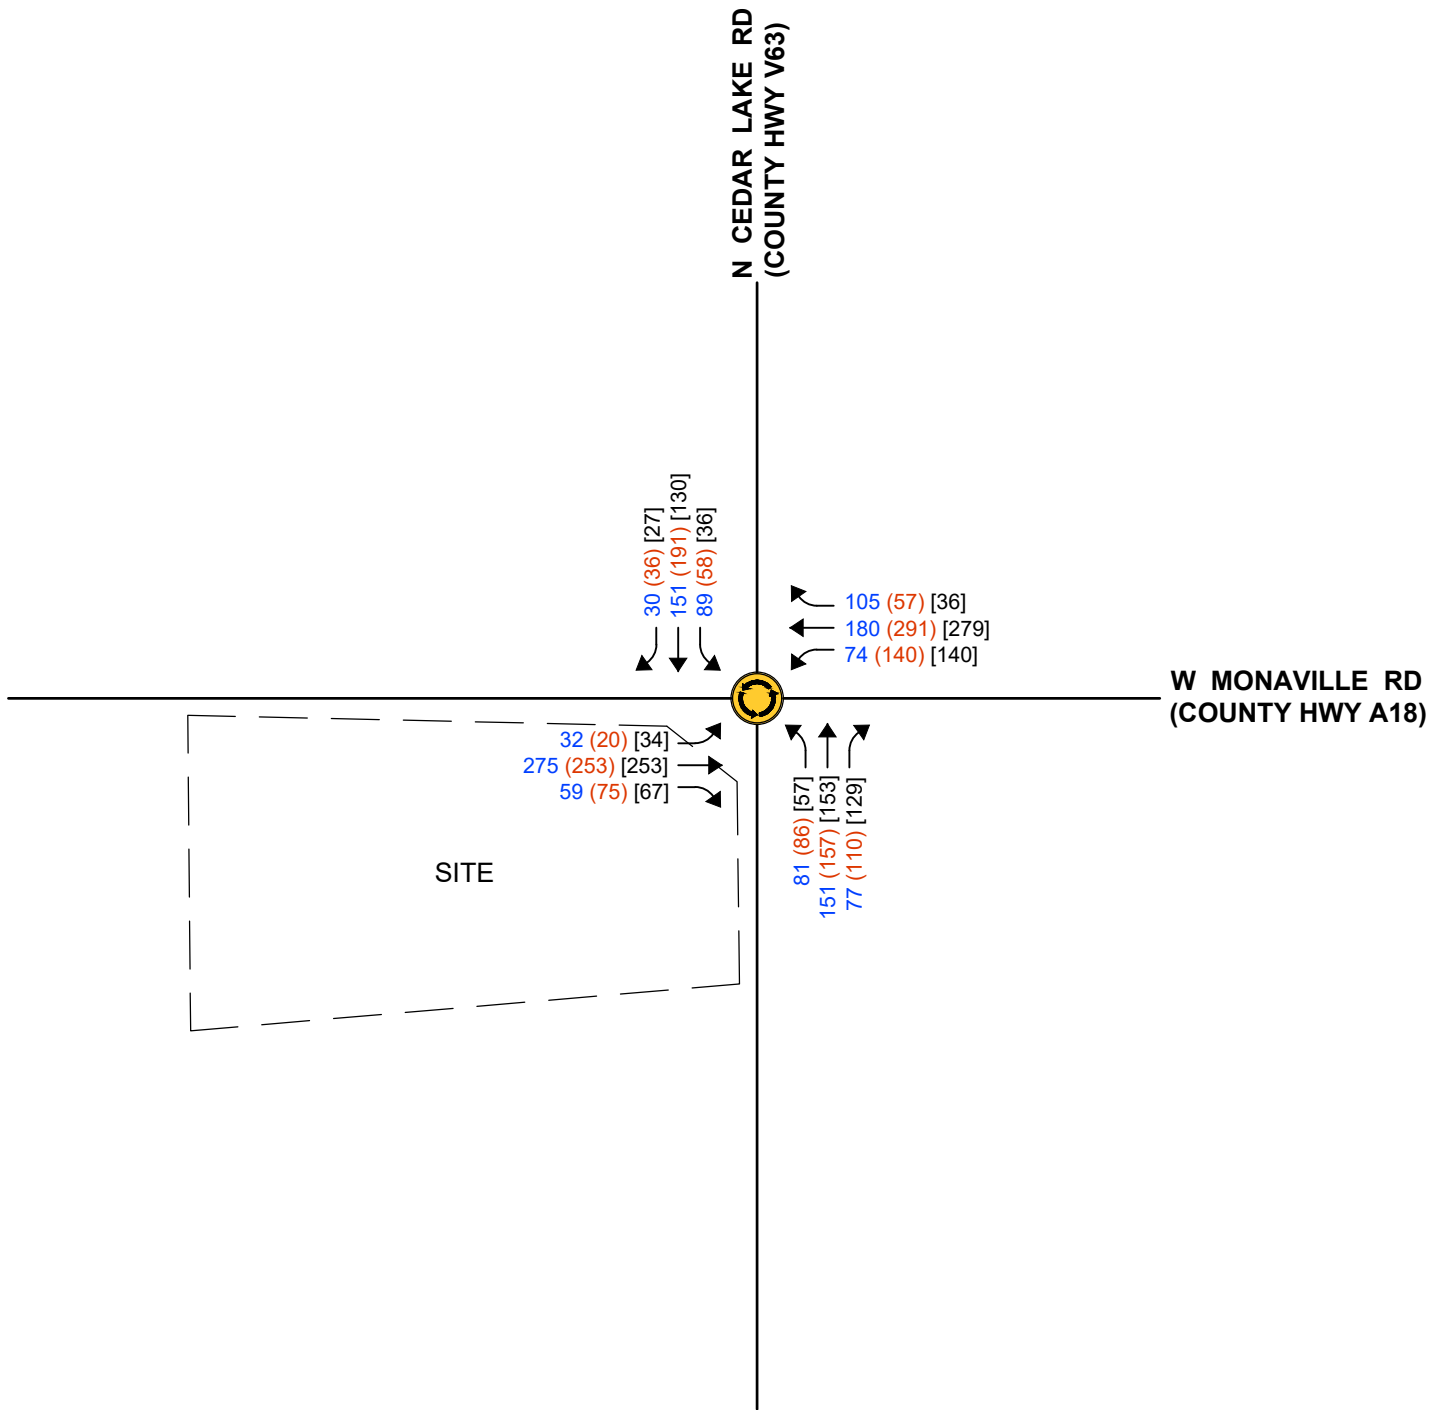 N CEDAR LAKE RD
(COUNTY HWY V63)
30 (36) [27]
151 (191) [130]
89 (58) [36]
105 (57) [36]
180 (291) [279]
74 (140) [140]
W MONAVILLE RD
(COUNTY HWY A18)
32 (20) [34]
275 (253) [253]
59 (75) [67]
81 (86) [57]
151 (157) [153]
77 (110) [129]
SITE